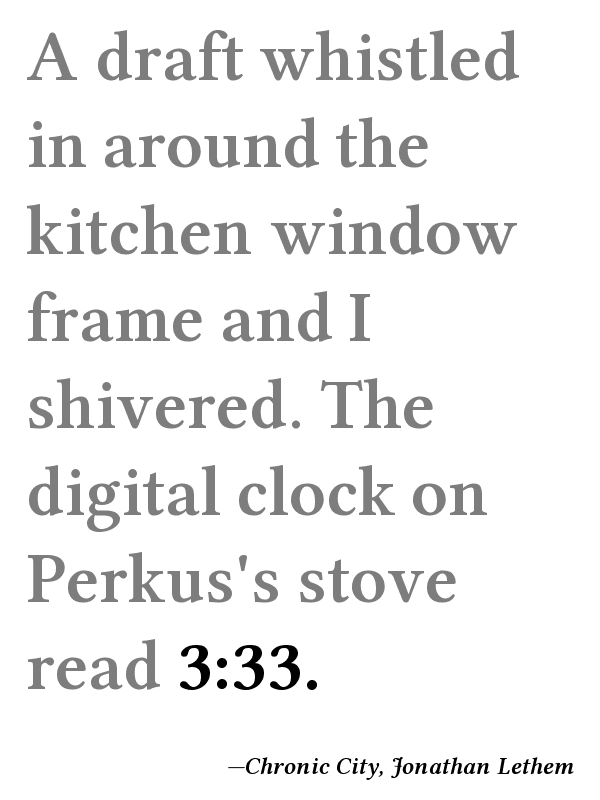 A draft whistled
in around the
kitchen window
frame and I
shivered. The
digital clock on
Perkus's stove
read 3:33.
—Chronic City, Jonathan Lethem